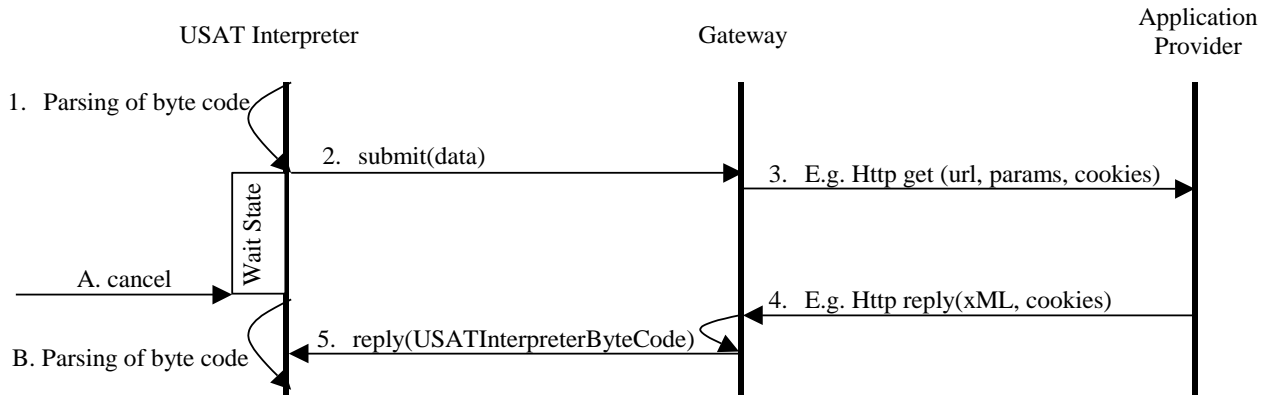 USAT Interpreter
Gateway
Application
Provider
1. Parsing of byte code
2. submit(data)
3. E.g. Http get (url, params, cookies)
Wait State
A. cancel
4. E.g. Http reply(xML, cookies)
5. reply(USATInterpreterByteCode)
B. Parsing of byte code